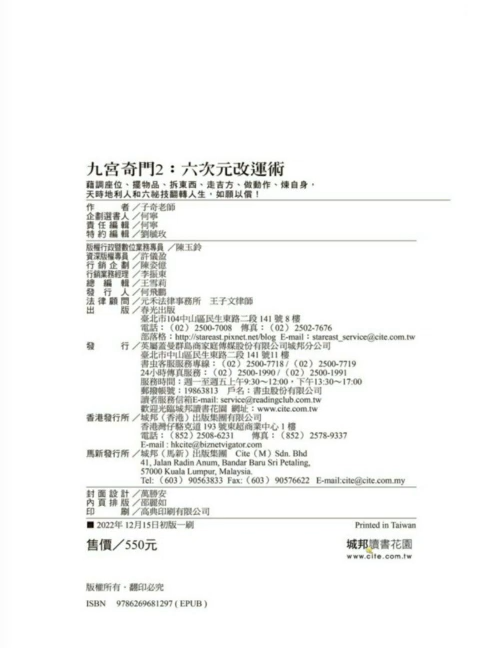 九宮奇門2：六次元改運術
藉調座位、擺物品、拆東西、走吉方、做動作、煉自身，
天時地利人和六祕技翻轉人生，如願以償！
作者／子奇老師
企劃選書人／何寧
責任編輯／何寧
特約編輯／劉毓玫
版權行政暨數位業務專員／陳玉鈴
資深版權專員／許儀盈
行銷企劃／陳姿億
行銷業務經理／李振東
總編輯／王雪莉
發行人／何飛鵬
法律顧問／元禾法律事務所 王子文律師
出版／春光出版
臺北市104中山區民生東路二段 141 號 8 樓
電話：（02）2500-7008 傳真：（02）2502-7676
部落格：http://stareast.pixnet.net/blog E-mail：stareast_service@cite.com.tw
發行／英屬蓋曼群島商家庭傳媒股份有限公司城邦分公司
臺北市中山區民生東路二段 141 號11 樓
書虫客服服務專線：（02）2500-7718 /（02）2500-7719
24小時傳真服務：（02）2500-1990 /（02）2500-1991
服務時間：週一至週五上午9:30～12:00，下午13:30～17:00
郵撥帳號：19863813 戶名：書虫股份有限公司
讀者服務信箱E-mail: service@readingclub.com.tw
歡迎光臨城邦讀書花園 網址：www.cite.com.tw
香港發行所／城邦（香港）出版集團有限公司
香港灣仔駱克道 193 號東超商業中心 1 樓
電話：（852）2508-6231 傳真：（852）2578-9337
E-mail : hkcite@biznetvigator.com
馬新發行所／城邦（馬新）出版集團 Cite（M）Sdn. Bhd
41, Jalan Radin Anum, Bandar Baru Sri Petaling,
57000 Kuala Lumpur, Malaysia.
Tel:（603）90563833 Fax:（603）90576622 E-mail:cite@cite.com.my
封面設計／萬勝安
內頁排版／邵麗如
印刷／高典印刷有限公司
■ 2022年 12月15日初版一刷
Printed in Taiwan
售價／550元
城邦讀書花園
www.cite.com.tw
版權所有・翻印必究
ISBN 9786269681297 ( EPUB )